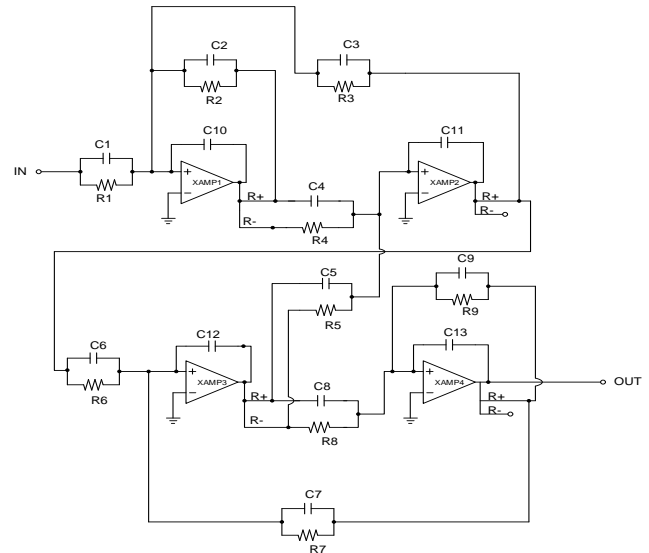 C3
C2
R3
R2
C1
C10
C11
IN
+
+
XAMP1
XAMP2
−
−
R1
R+
C4
R+
R-
R-
R4
C9
C5
R5
R9
C12
C13
C6
+
+
XAMP3
XAMP4
C8
OUT
−
−
R6
R+
R+
R-
R-
R8
C7
R7